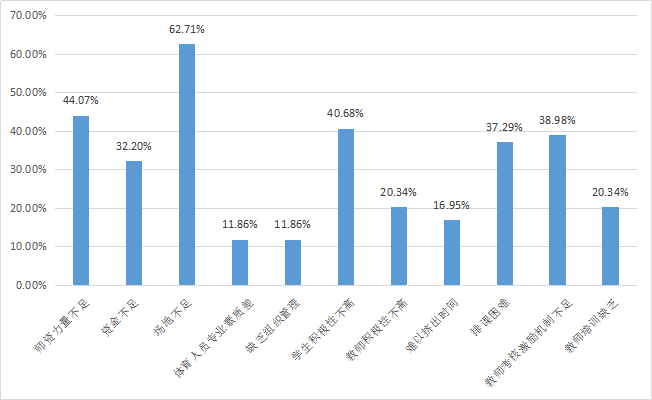 70.00%
60.00%
50.00%
40.00%
30.00%
20.00%
10.00%
0.00%
44.07%
32.20%
62.71%
11.86%
11.86%
40.68%
20.34%
16.95%
37.29%
38.98%
20.34%
师资力量不足
资金不足
场地不足
体育人员专业素质差
缺乏组织管理
学生积极性不高
教师积极性不高
难以挤出时间
排课困难
教师考核激励机制不足
教师培训缺乏